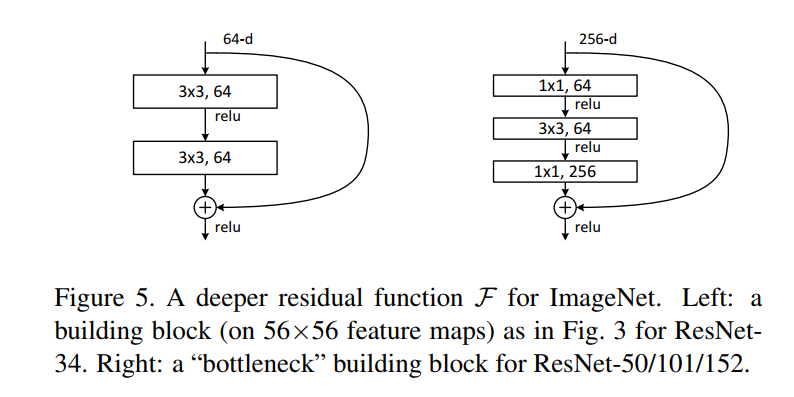 64-d
3x3, 64
relu
3x3, 64
+
relu
256-d
1x1, 64
relu
3x3, 64
relu
1x1, 256
+
relu
Figure 5. A deeper residual function F for ImageNet. Left: a
building block (on 56×56 feature maps) as in Fig. 3 for ResNet-
34. Right: a “bottleneck” building block for ResNet-50/101/152.